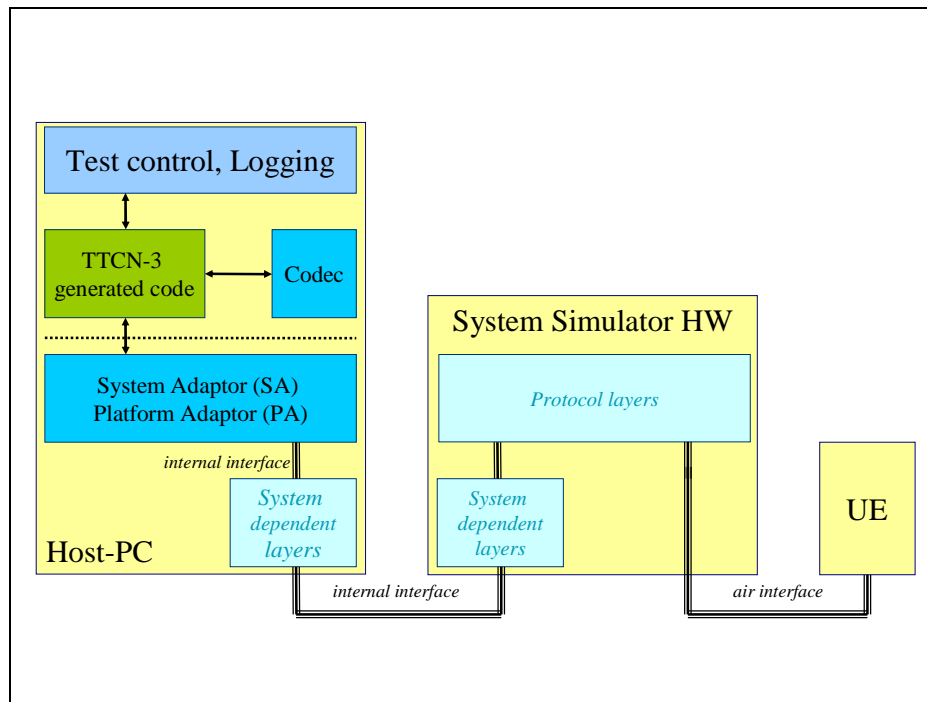 Test control, Logging
TTCN-3
generated code
Codec
System Adaptor (SA)
Platform Adaptor (PA)
internal interface
System
dependent
layers
Host-PC
System Simulator HW
Protocol layers
System
dependent
layers
UE
internal interface
air interface